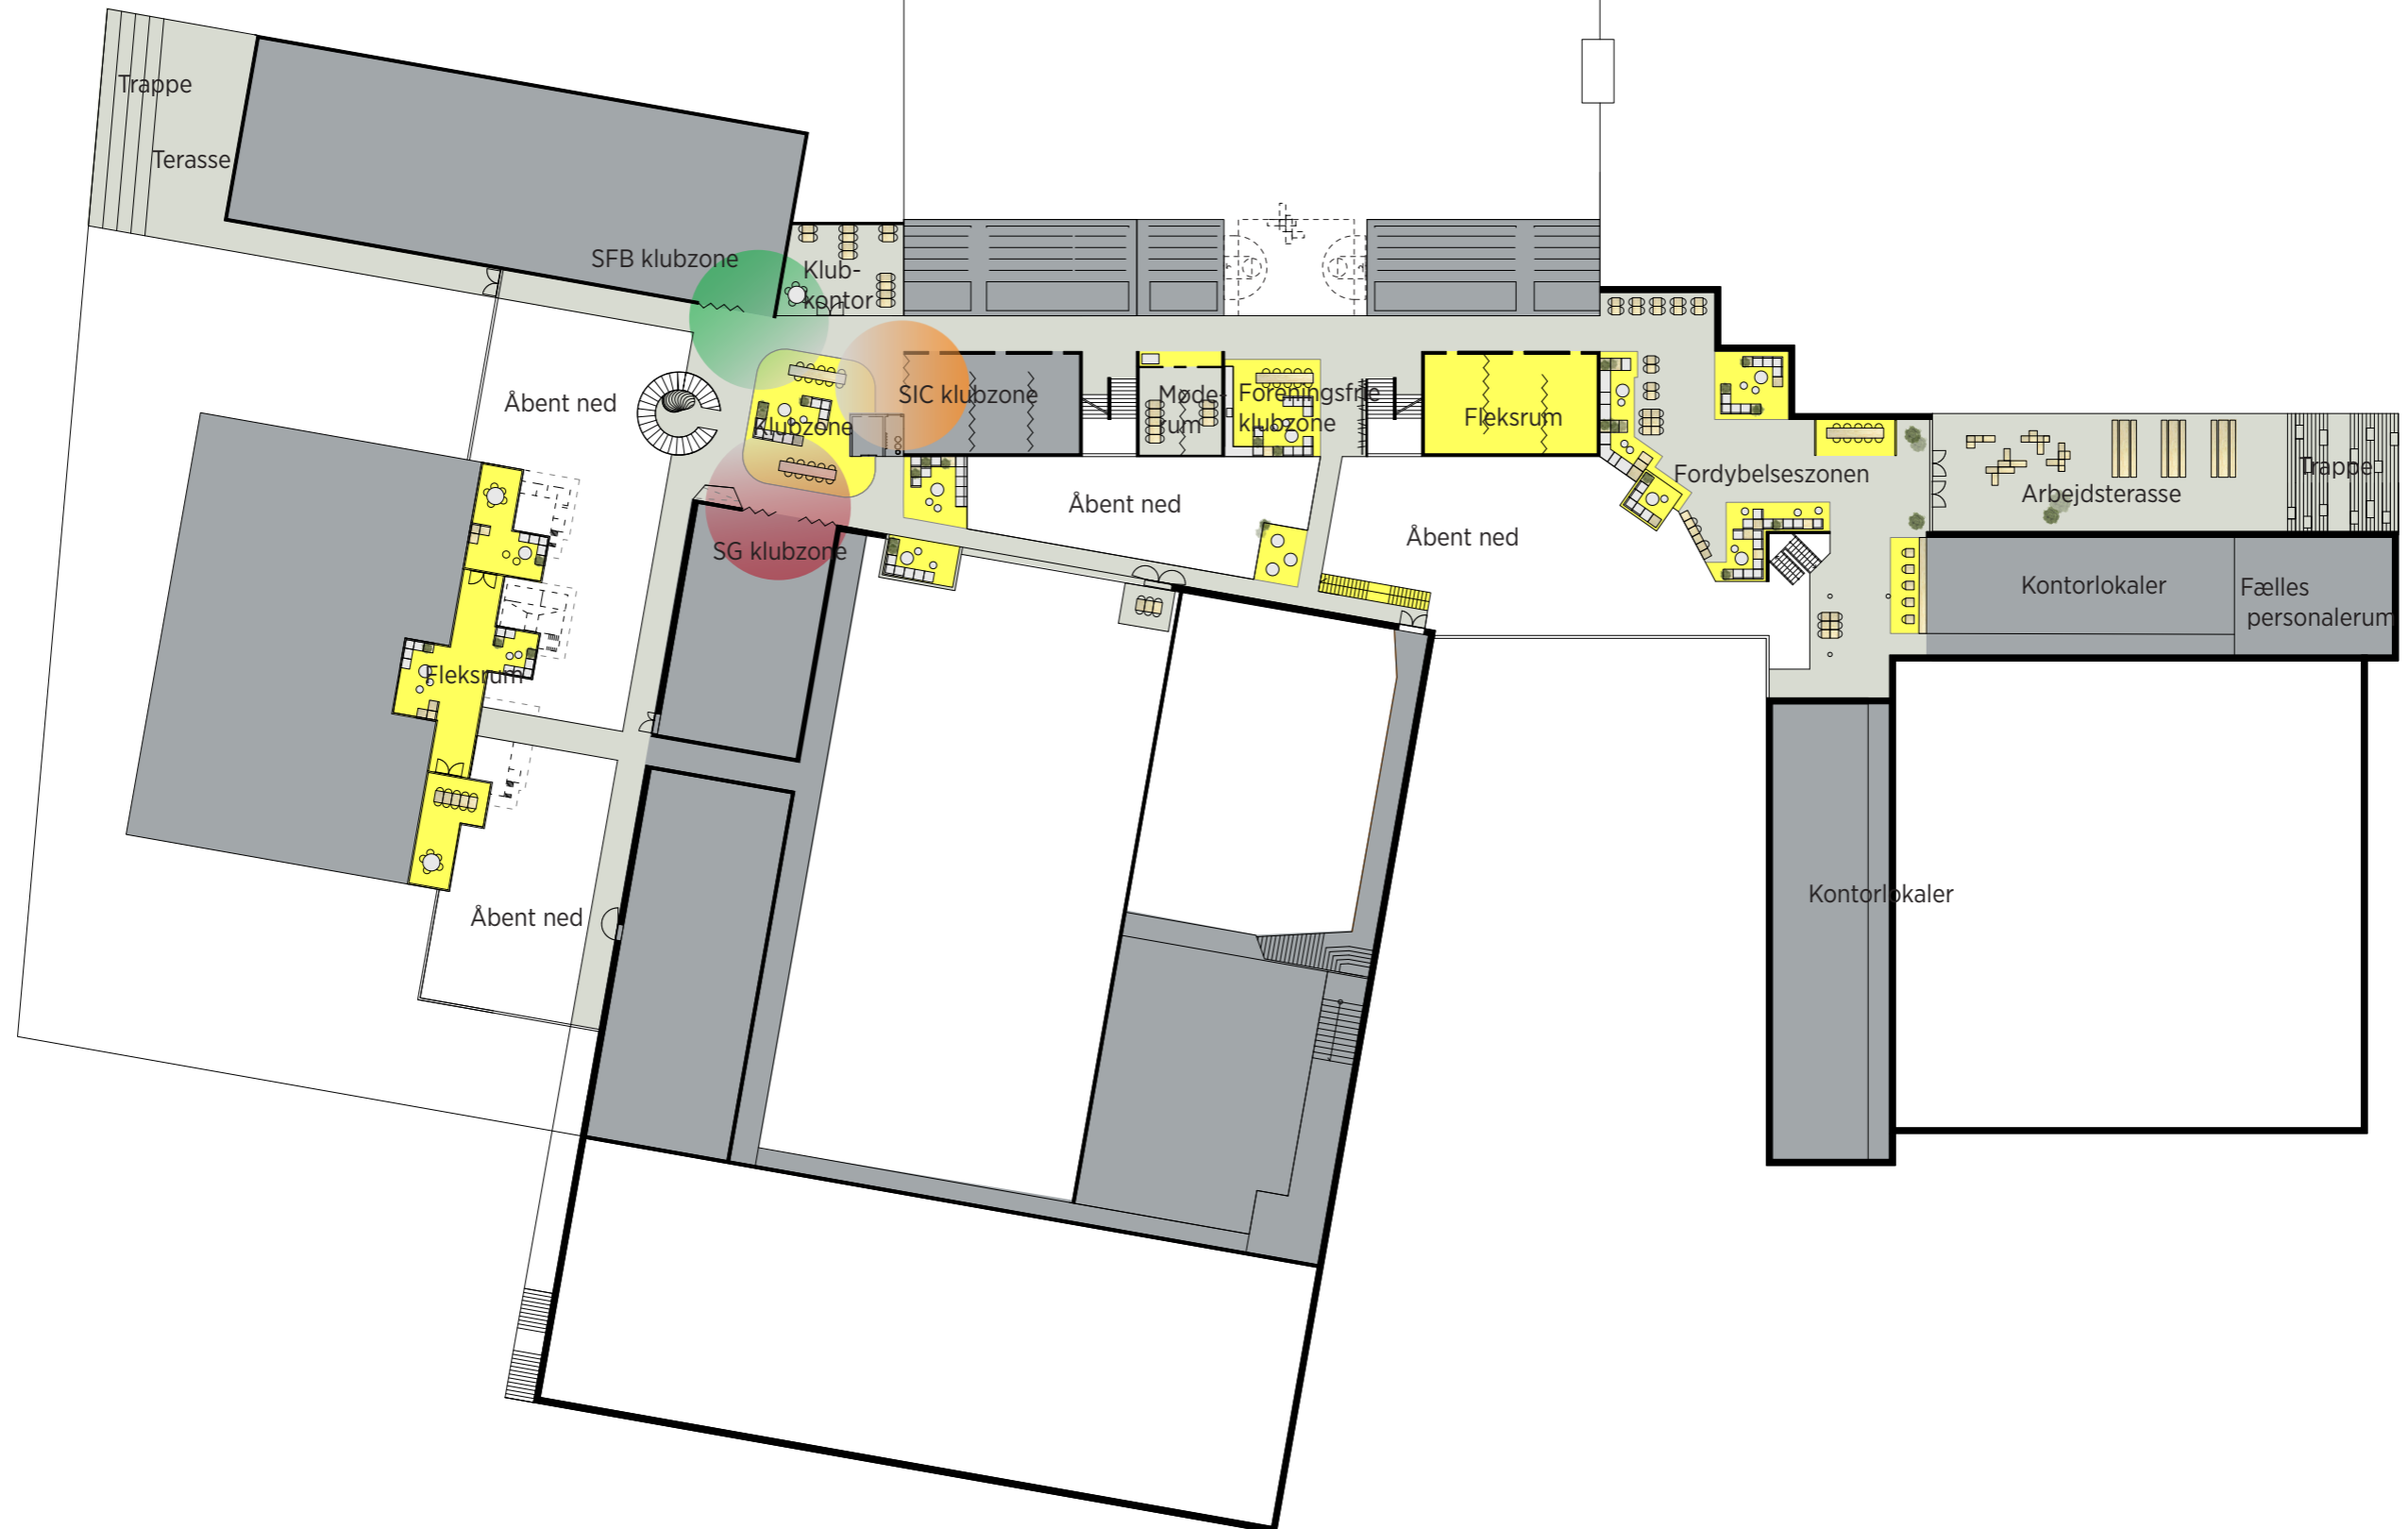 Trappe
Terasse
SFB klubzone
Klub-
kontor
Åbent ned
Klubzone
SIC klubzone
Møde-
rum
Foreningsfrie
klubzone
Fleksrum
Fordybelseszonen
Arbejdsterasse
Trappe
Åbent ned
Åbent ned
SG klubzone
Kontorlokaler
Fælles
personalerum
Fleksrum
Kontorlokaler
Åbent ned